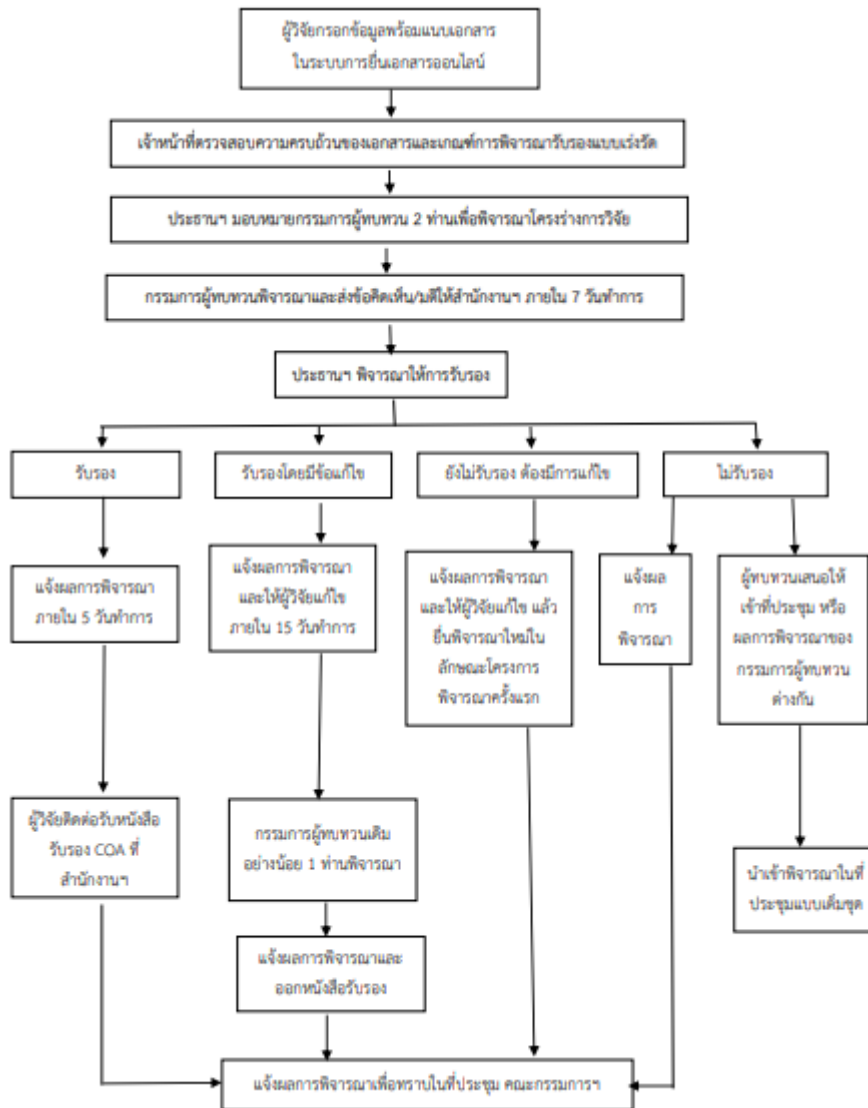 ผู้วิจัยกรอกข้อมูลพร้อมแนบเอกสาร
ในระบบการยื่นเอกสารออนไลน์
เจ้าหน้าที่ตรวจสอบความครบถ้วนของเอกสารและเกณฑ์การพิจารณารับรองแบบเร่งรัด
ประธานฯ มอบหมายกรรมการผู้ทบทวน 2 ท่านเพื่อพิจารณาโครงร่างการวิจัย
กรรมการผู้ทบทวนพิจารณาและส่งข้อคิดเห็น/มติให้สำนักงานฯ ภายใน 7 วันทำการ
ประธานฯ พิจารณาให้การรับรอง
รับรอง
รับรองโดยมีข้อแก้ไข
ยังไม่รับรอง ต้องมีการแก้ไข
ไม่รับรอง
แจ้งผลการพิจารณา
ภายใน 5 วันทำการ
แจ้งผลการพิจารณา
และให้ผู้วิจัยแก้ไข
ภายใน 15 วันทำการ
แจ้งผลการพิจารณา
และให้ผู้วิจัยแก้ไข แล้ว
ยื่นพิจารณาใหม่ใน
ลักษณะโครงการ
พิจารณาครั้งแรก
แจ้งผล
การ
พิจารณา
ผู้ทบทวนเสนอให้
เข้าที่ประชุม หรือ
ผลการพิจารณาของ
กรรมการผู้ทบทวน
ต่างกัน
ผู้วิจัยติดต่อรับหนังสือ
รับรอง COA ที่
สำนักงานฯ
กรรมการผู้ทบทวนเดิม
อย่างน้อย 1 ท่านพิจารณา
นำเข้าพิจารณาในที่
ประชุมแบบเต็มชุด
แจ้งผลการพิจารณาและ
ออกหนังสือรับรอง
แจ้งผลการพิจารณาเพื่อทราบในที่ประชุม คณะกรรมการฯ